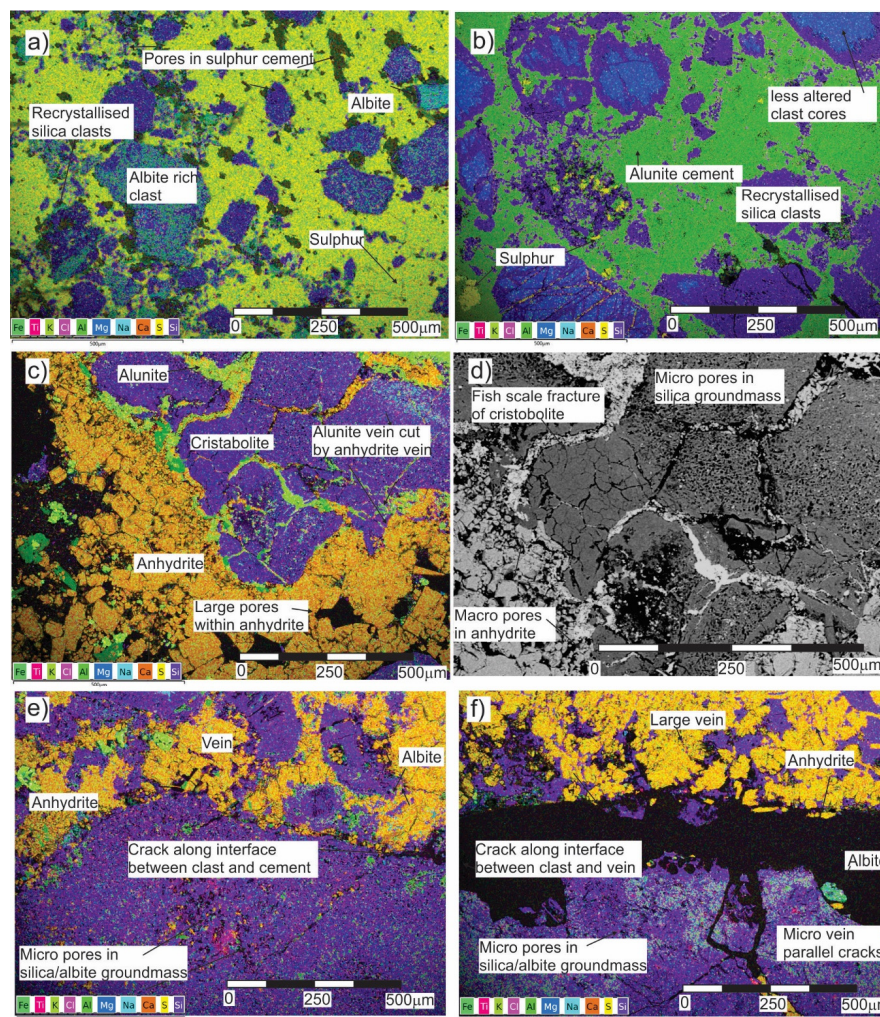 a)
Pores in sulphur cement
Albite
Recrystallised
silica clasts
Albite rich
clast
Sulphur
Fe Ti K Cl Al Mg Na Ca S Si
500μm
0 250 500μm
b)
less altered
clast cores
Alunite cement
Recrystallised
silica clasts
Sulphur
Fe Ti K Cl Al Mg Na Ca S Si
500μm
0 250 500μm
c)
Alunite
Cristabolite
Alunite vein cut
by anhydrite vein
Anhydrite
Large pores
within anhydrite
Fe Ti K Cl Al Mg Na Ca S Si
500μm
0 250 500μm
d)
Micro pores in
silica groundmass
Fish scale fracture
of cristobolite
Macro pores
in anhydrite
0 250 500μm
e)
Vein
Albite
Anhydrite
Crack along interface
between clast and cement
Micro pores in
silica/albite groundmass
0 250 500μm
Fe Ti K Cl Al Mg Na Ca S Si
f)
Large vein
Anhydrite
Crack along interface
between clast and vein
Albite
Micro pores in
silica/albite groundmass
Micro vein
parallel cracks
0 250 500μm
Fe Ti K Cl Al Mg Na Ca S Si